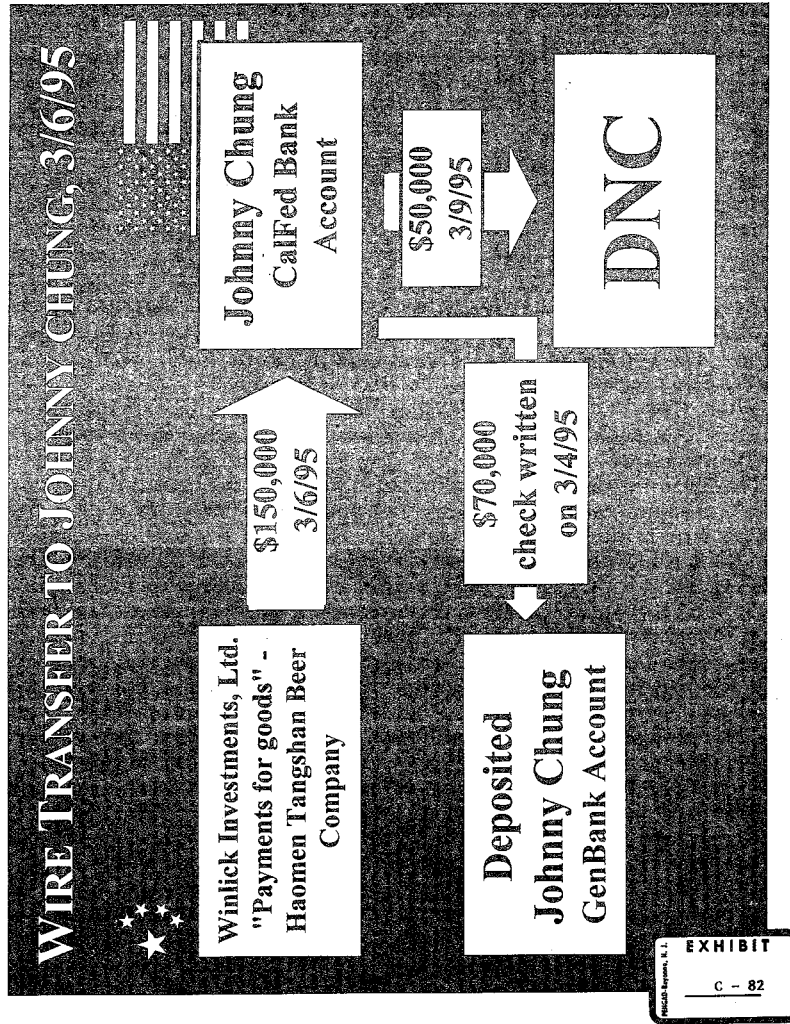 WIRE TRANSFER TO JOHNNY CHUNG, 3/6/95
Winlick Investments, Ltd.
"Payments for goods" -
Haomen Tangshan Beer
Company
$150,000
3/6/95
Johnny Chung
CalFed Bank
Account
$50,000
3/9/95
DNC
$70,000
check written
on 3/4/95
Deposited
Johnny Chung
GenBank Account
EXHIBIT
C - 82
PENGAD-Bayonne, N. J.